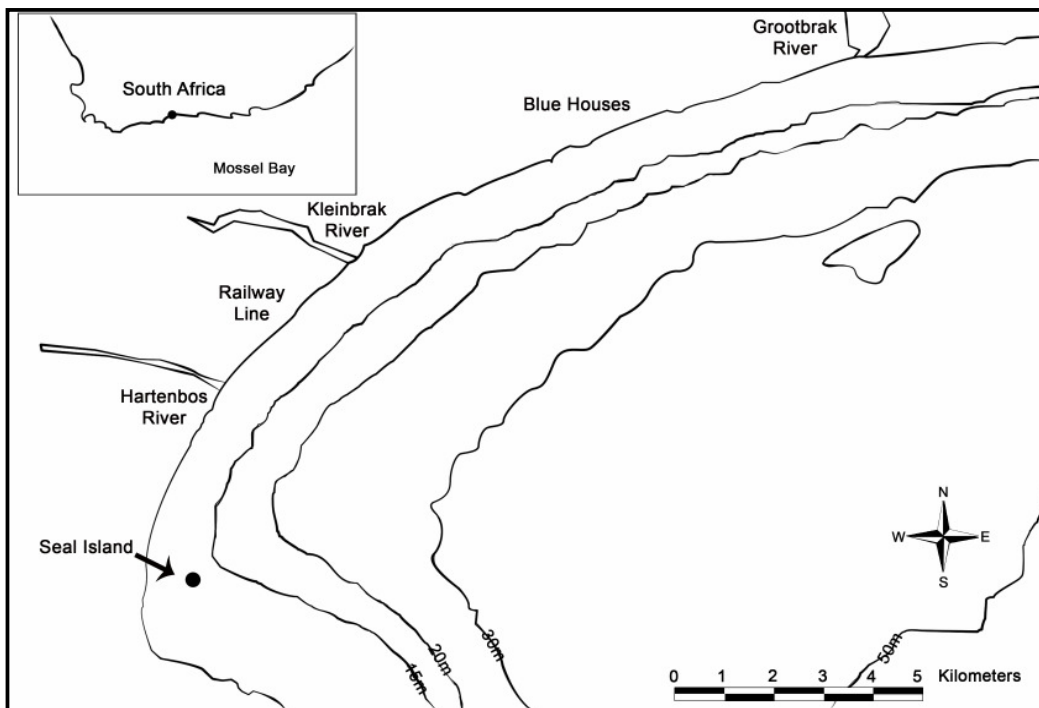 South Africa
Mossel Bay
Grootbrak
River
Blue Houses
Kleinbrak
River
Railway
Line
Hartenbos
River
Seal Island
N
W E
S
15m
20m
30m
50m
0 1 2 3 4 5 Kilometers